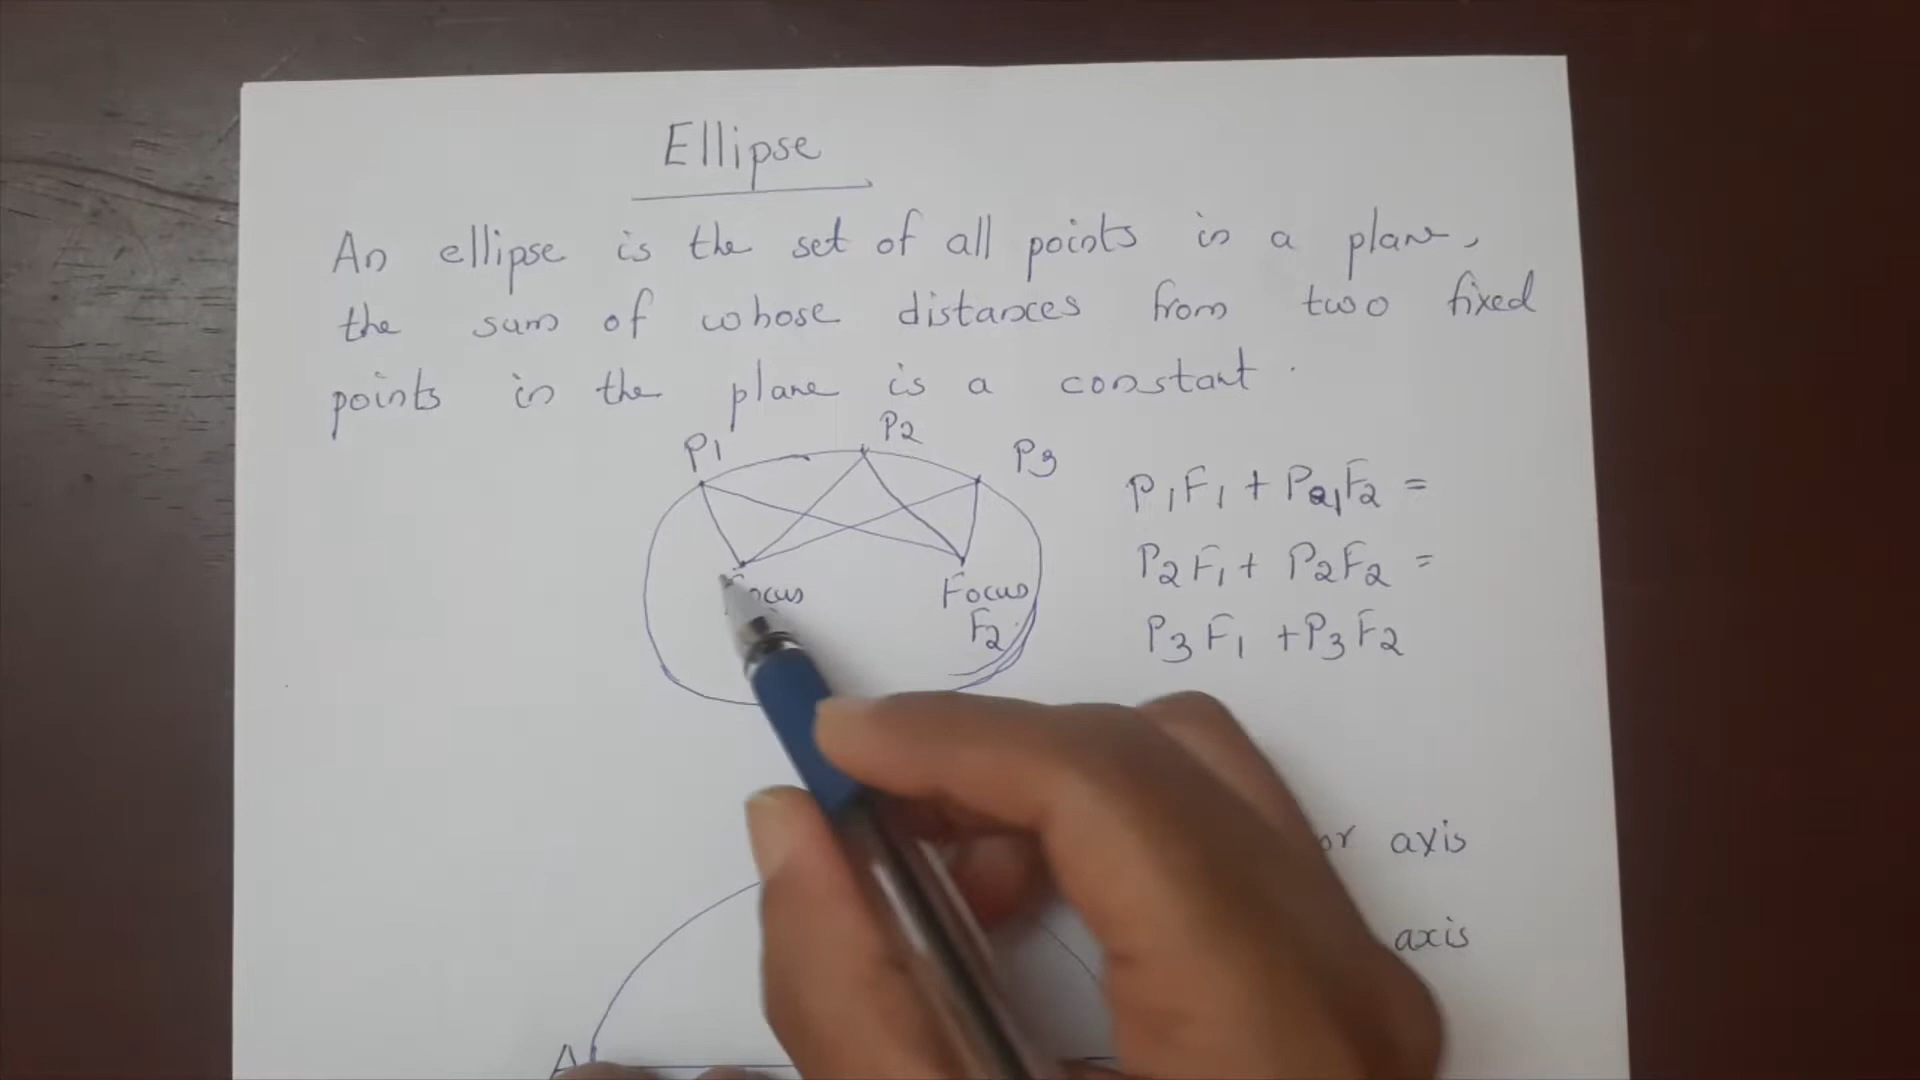 Ellipse
An ellipse is the set of all points in a plane,
the sum of whose distances from two fixed
points in the plane is a constant.
P1 P2 P3
Focus Focus
F2
P1F1 + P1F2 =
P2F1 + P2F2 =
P3F1 + P3F2
axis
axis
A